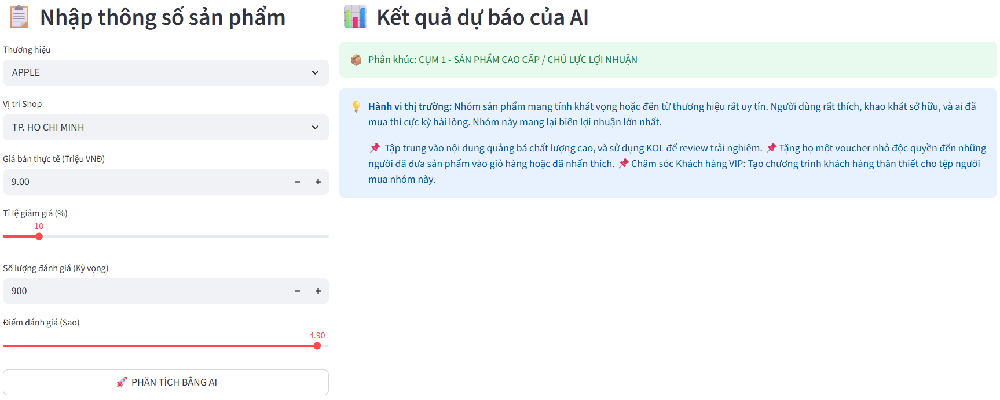 Nhập thông số sản phẩm
Thương hiệu
APPLE
Vị trí Shop
TP. HO CHI MINH
Giá bán thực tế (Triệu VNĐ)
9.00
Tỉ lệ giảm giá (%)
10
Số lượng đánh giá (Kỳ vọng)
900
Điểm đánh giá (Sao)
4.90
PHÂN TÍCH BẰNG AI
Kết quả dự báo của AI
Phân khúc: CỤM 1 - SẢN PHẨM CAO CẤP / CHỦ LỰC LỢI NHUẬN
Hành vi thị trường: Nhóm sản phẩm mang tính khát vọng hoặc đến từ thương hiệu rất uy tín. Người dùng rất thích, khao khát sở hữu, và ai đã
mua thì cực kỳ hài lòng. Nhóm này mang lại biên lợi nhuận lớn nhất.
Tập trung vào nội dung quảng bá chất lượng cao, và sử dụng KOL để review trải nghiệm. Tặng họ một voucher nhỏ độc quyền đến những
người đã đưa sản phẩm vào giỏ hàng hoặc đã nhấn thích. Chăm sóc Khách hàng VIP: Tạo chương trình khách hàng thân thiết cho tệp người
mua nhóm này.